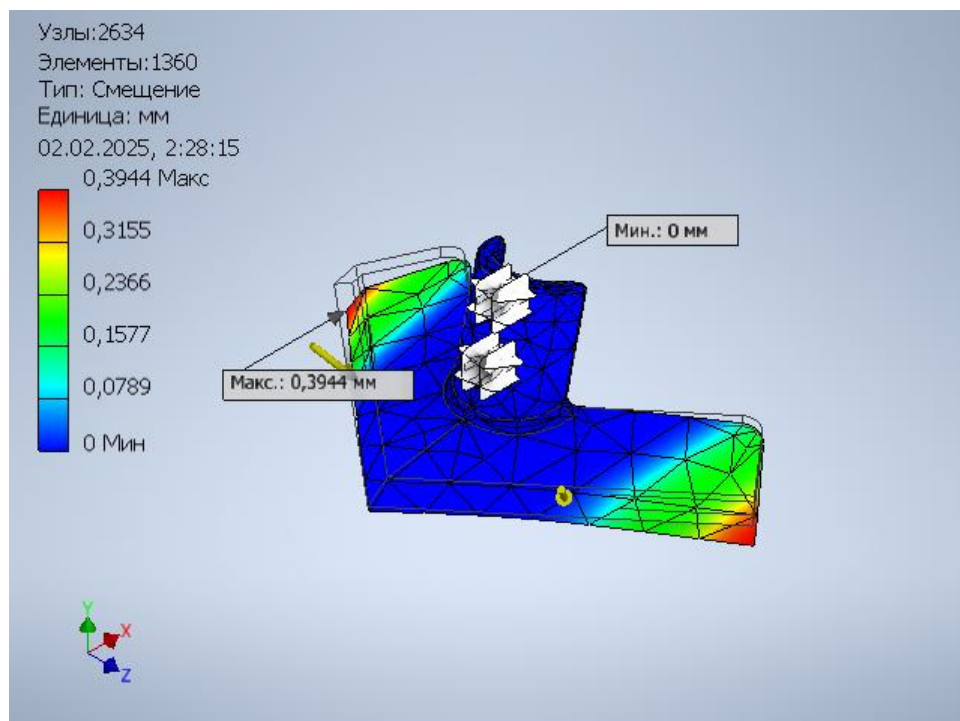 Узлы:2634
Элементы:1360
Тип: Смещение
Единица: мм
02.02.2025, 2:28:15
0,3944 Макс
0,3155
0,2366
0,1577
0,0789
0 Мин
Мин.: 0 мм
Макс.: 0,3944 мм
Y
X
Z